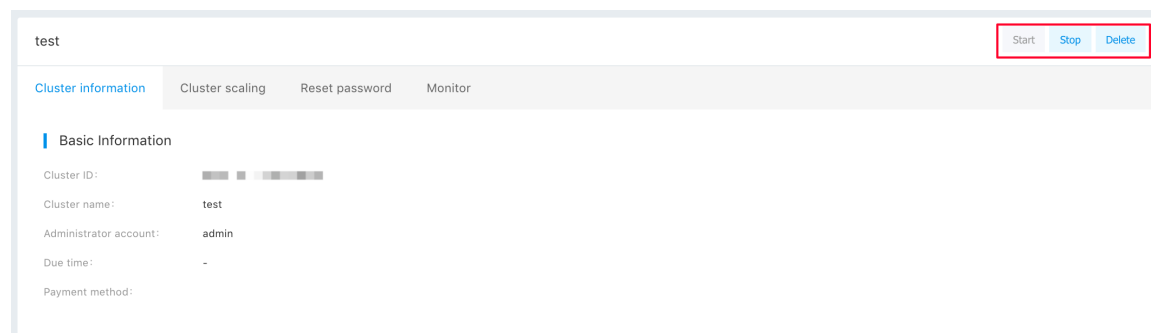 test Start Stop Delete
Cluster information Cluster scaling Reset password Monitor
Basic Information
Cluster ID:
Cluster name: test
Administrator account: admin
Due time: -
Payment method: